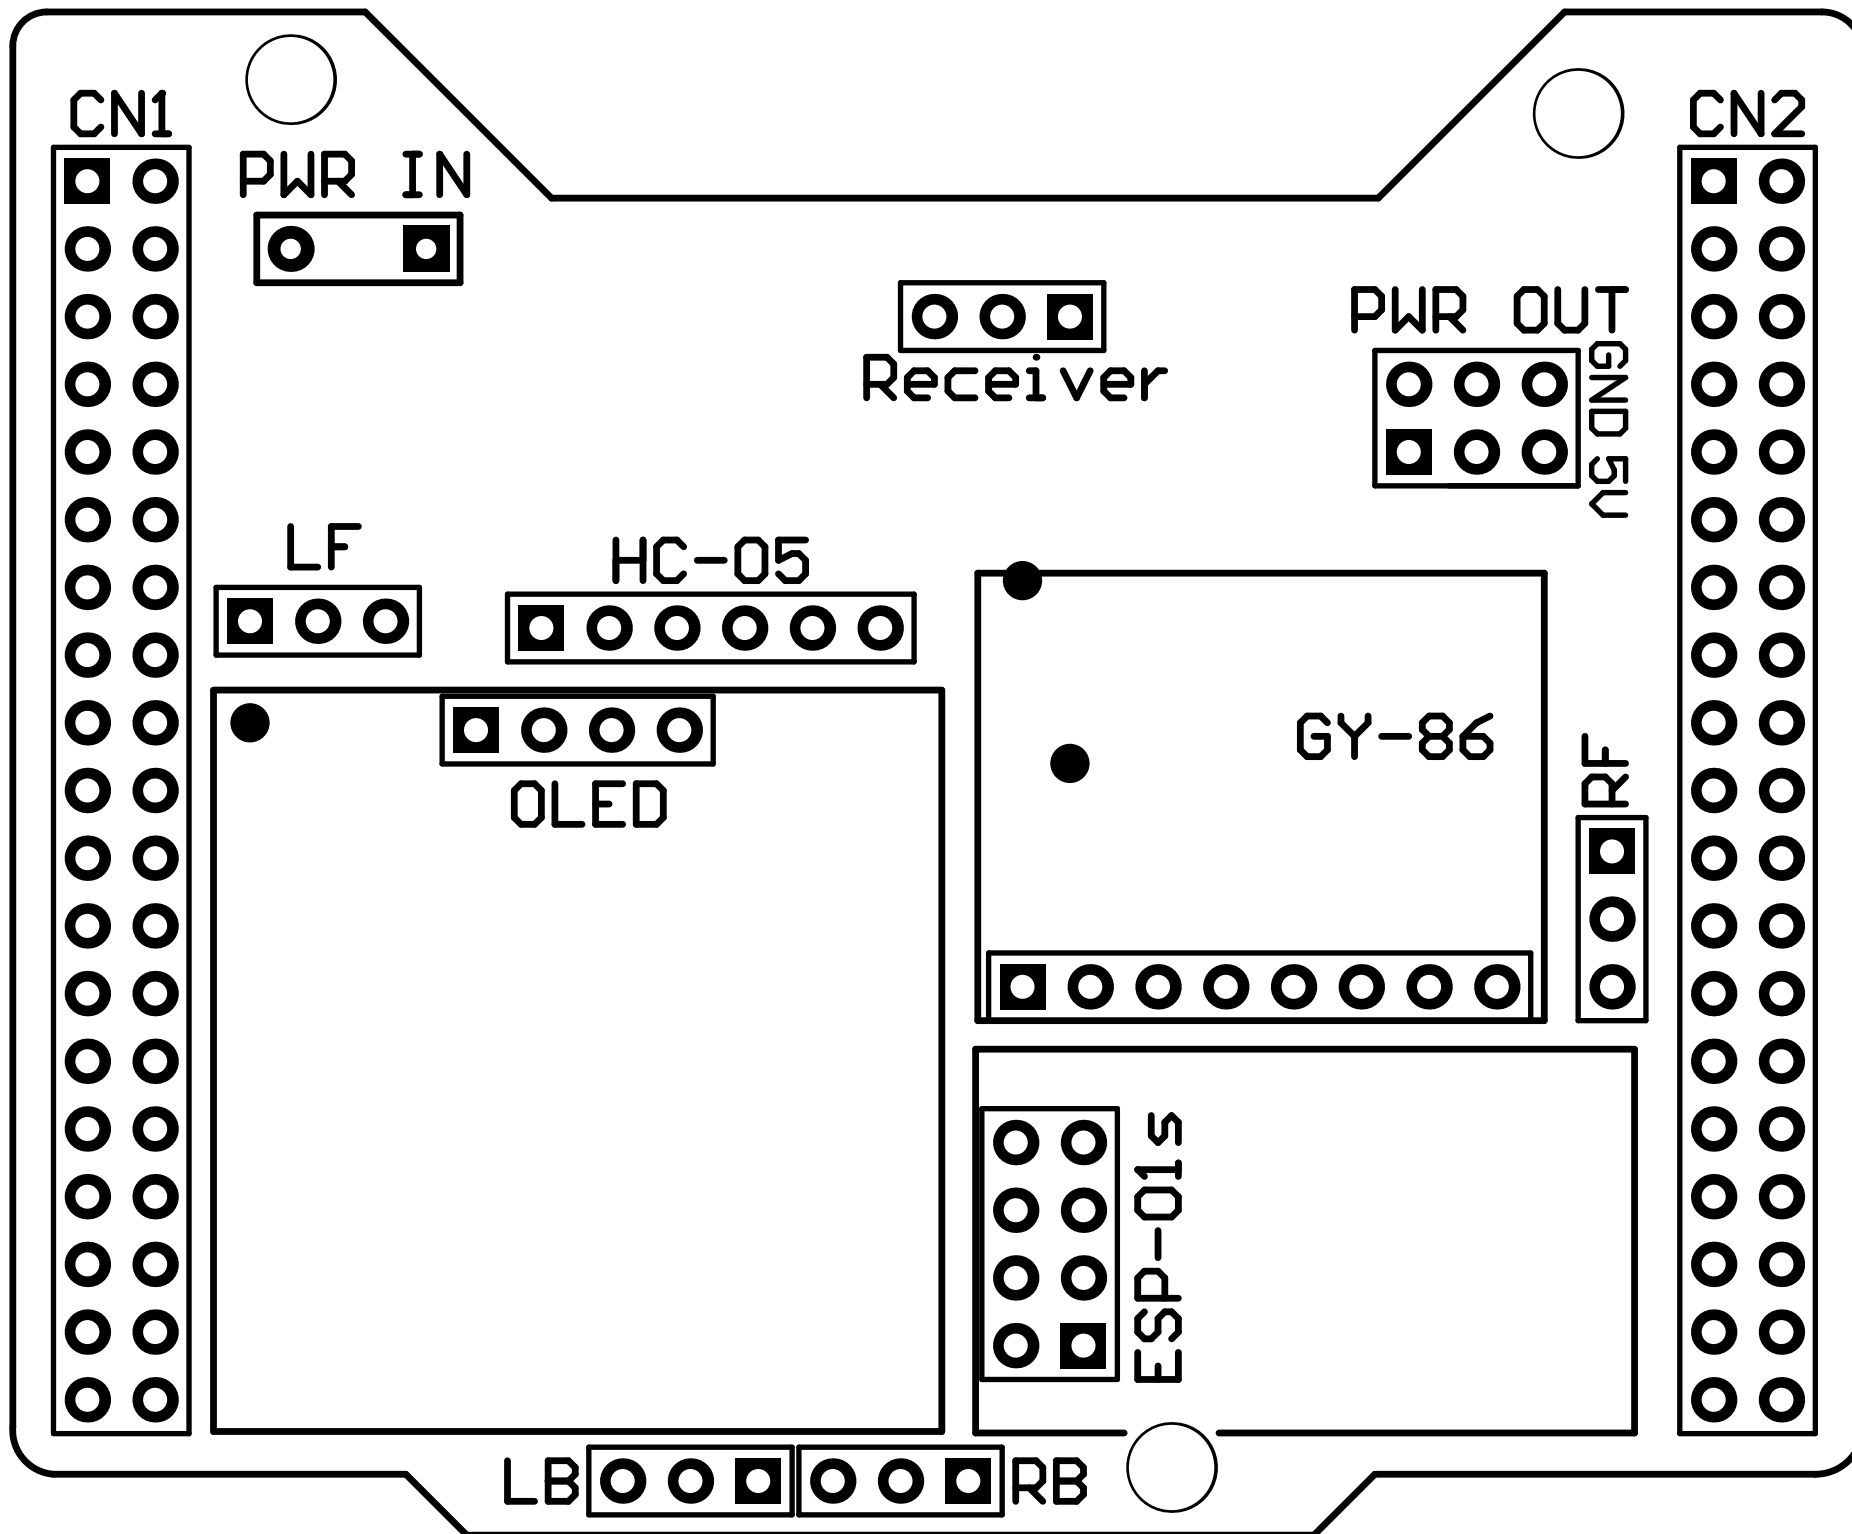 CN1
CN2
PWR IN
PWR OUT
Receiver
GND 5V
LF
HC-05
GY-86
RF
OLED
ESP-01s
LB
RB